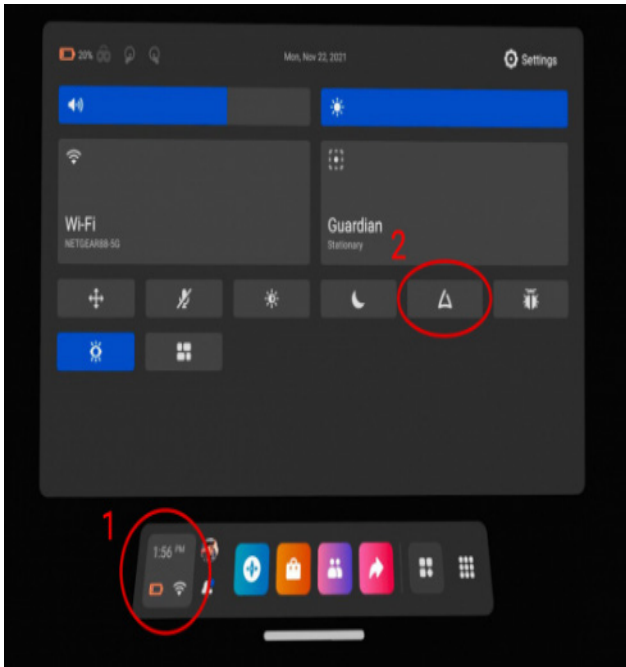 20%
Mon, Nov 22, 2021
Settings
Wi-Fi
NETGEAR88-5G
Guardian
Stationary
2
1
1:56 PM